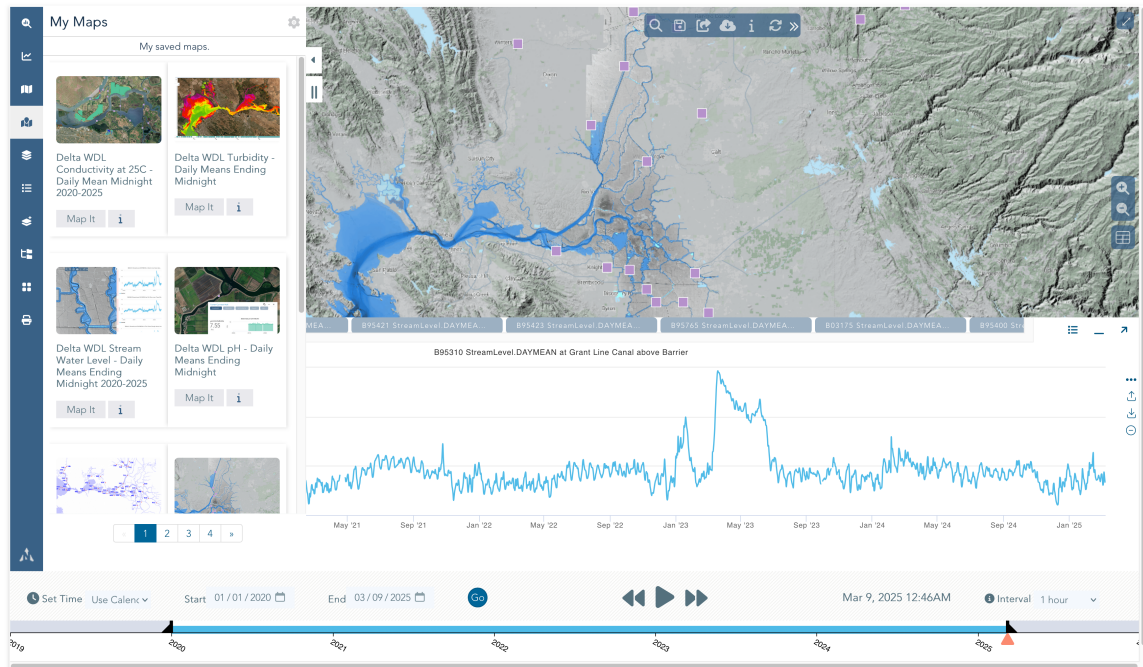 My Maps
My saved maps.
Delta WDL
Conductivity at 25C -
Daily Mean Midnight
2020-2025
Map It i
Delta WDL Turbidity -
Daily Means Ending
Midnight
Map It i
Delta WDL Stream
Water Level - Daily
Means Ending
Midnight 2020-2025
Map It i
Delta WDL pH - Daily
Means Ending
Midnight
Map It i
1 2 3 4 »
B95421 StreamLevel.DAYMEA...
B95423 StreamLevel.DAYMEA...
B95765 StreamLevel.DAYMEA...
B03175 StreamLevel.DAYMEA...
B95400 Stre
B95310 StreamLevel.DAYMEAN at Grant Line Canal above Barrier
May '21 Sep '21 Jan '22 May '22 Sep '22 Jan '23 May '23 Sep '23 Jan '24 May '24 Sep '24 Jan '25
Set Time Use Calenc Start 01/01/2020 End 03/09/2025 Go Mar 9, 2025 12:46AM Interval 1 hour
2019 2020 2021 2022 2023 2024 2025